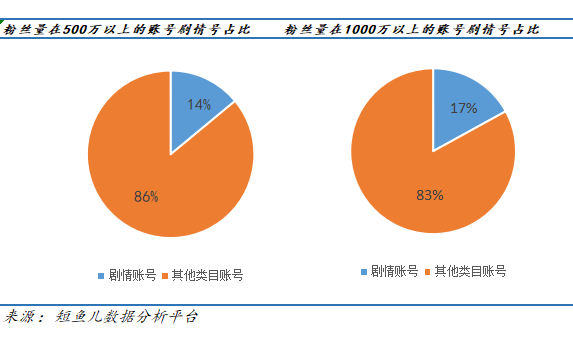 粉丝量在500万以上的账号剧情号占比
粉丝量在1000万以上的账号剧情号占比
14%
86%
17%
83%
剧情账号 其他类目账号
剧情账号 其他类目账号
来源：短鱼儿数据分析平台